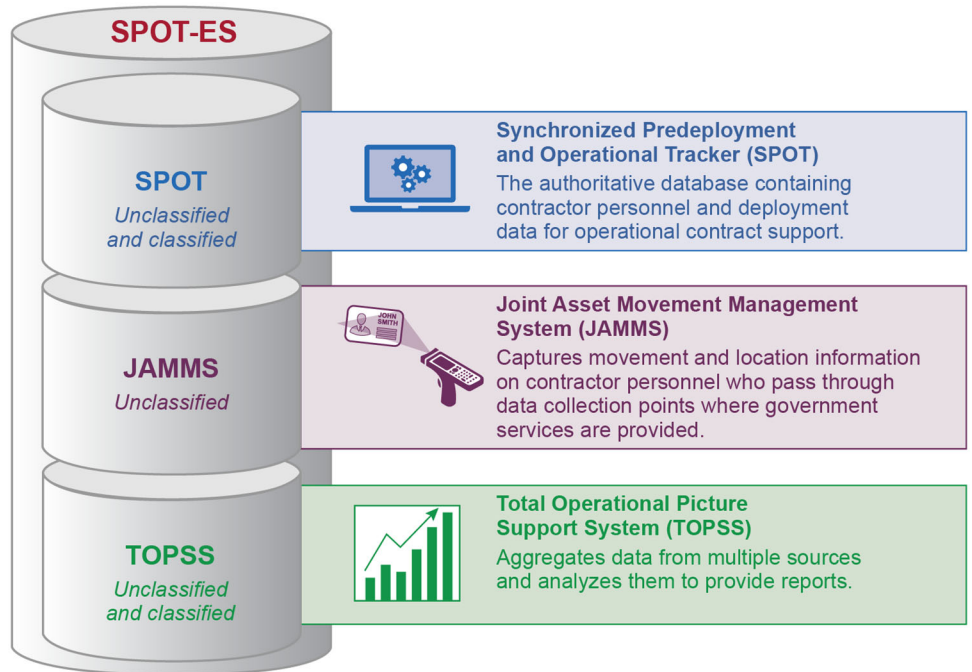 SPOT-ES
SPOT
Unclassified
and classified
Synchronized Predeployment
and Operational Tracker (SPOT)
The authoritative database containing
contractor personnel and deployment
data for operational contract support.
JAMMS
Unclassified
JOHN
SMITH
Joint Asset Movement Management
System (JAMMS)
Captures movement and location information
on contractor personnel who pass through
data collection points where government
services are provided.
TOPSS
Unclassified
and classified
Total Operational Picture
Support System (TOPSS)
Aggregates data from multiple sources
and analyzes them to provide reports.